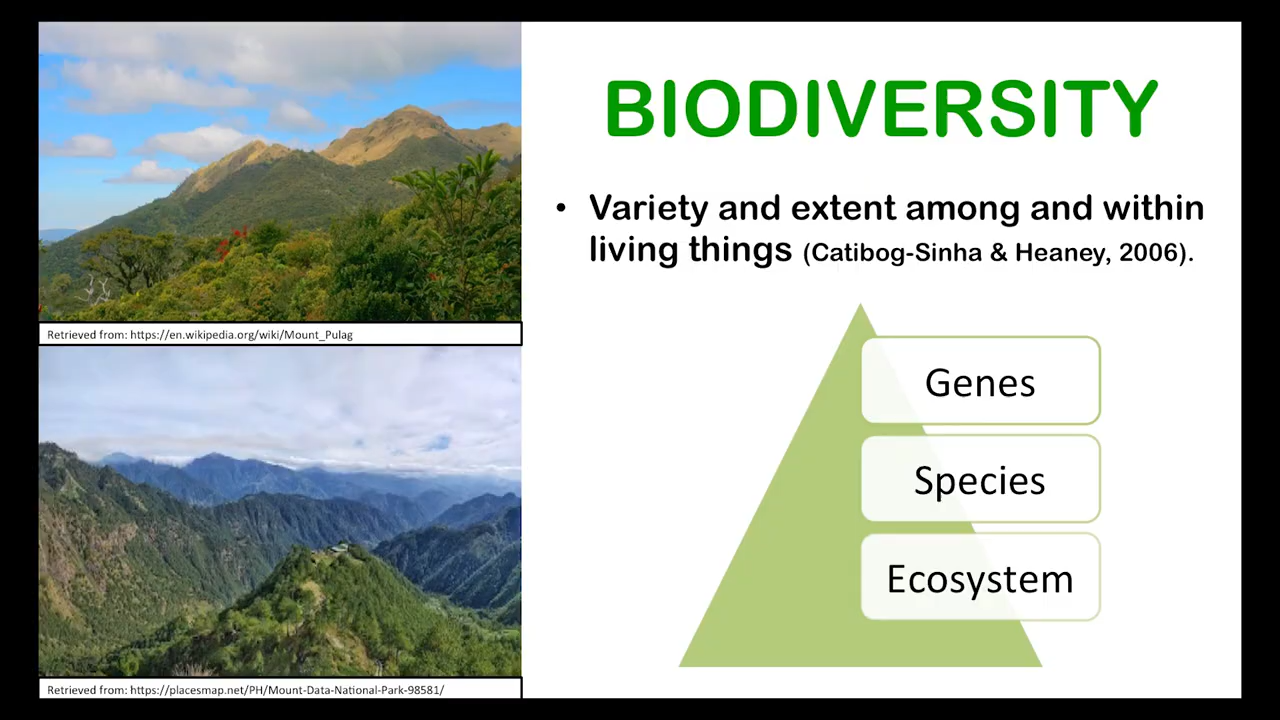 BIODIVERSITY
• Variety and extent among and within
living things (Catibog-Sinha & Heaney, 2006).
Genes
Species
Ecosystem
Retrieved from: https://en.wikipedia.org/wiki/Mount_Pulag
Retrieved from: https://placesmap.net/PH/Mount-Data-National-Park-98581/